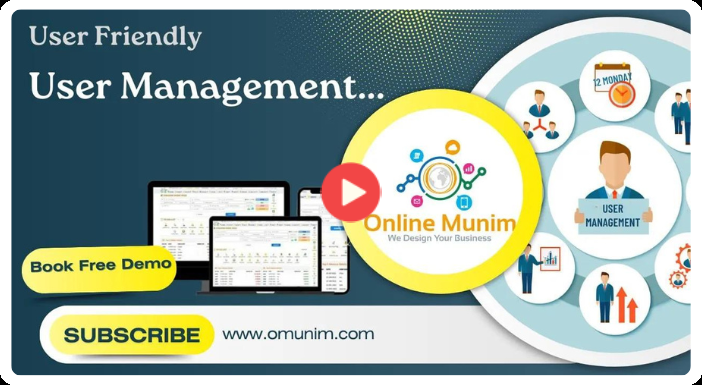 User Friendly
User Management...
12 MONDAY
USER
MANAGEMENT
Online Munim
We Design Your Business
Book Free Demo
SUBSCRIBE
www.omunim.com